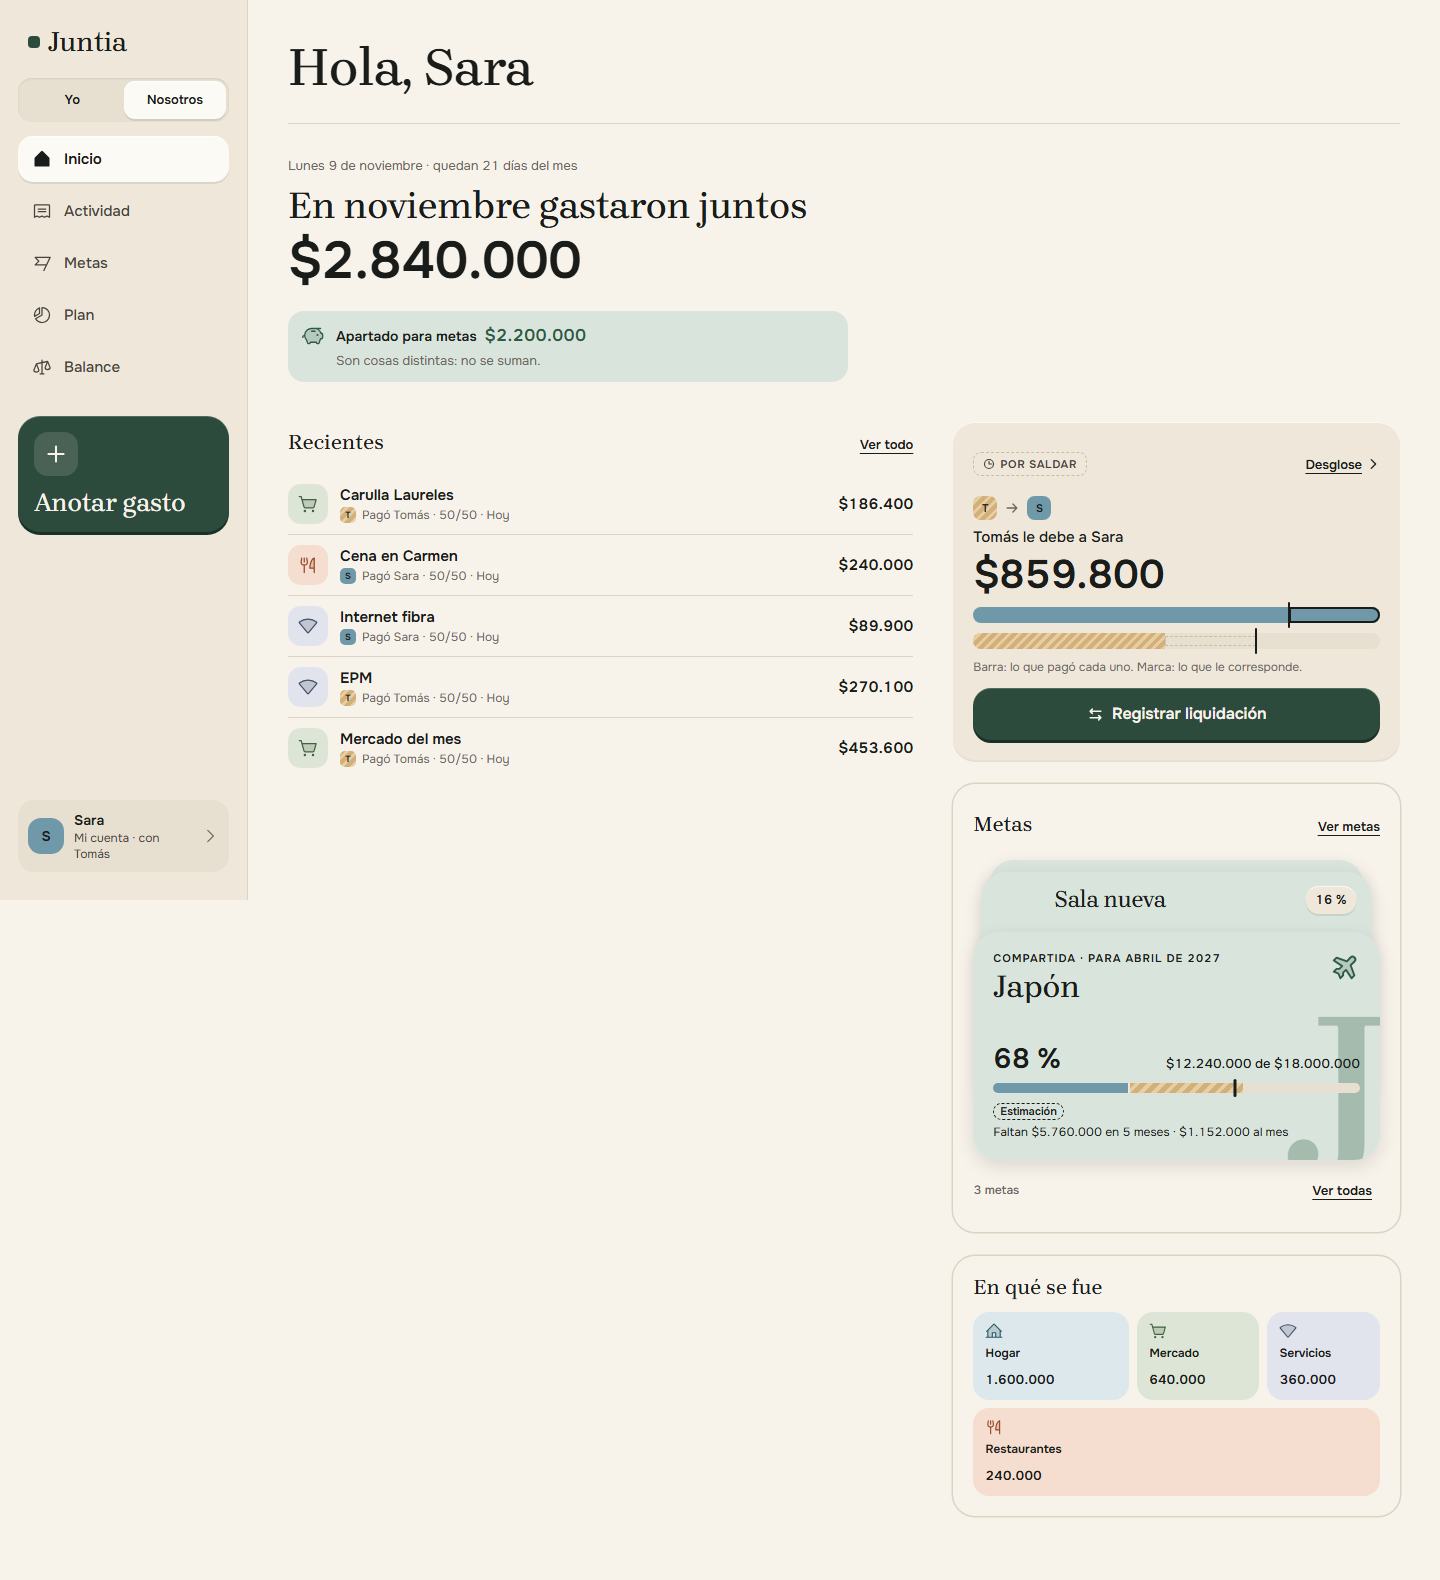 Juntia
Yo
Nosotros
Inicio
Actividad
Metas
Plan
Balance
Anotar gasto
S
Sara
Mi cuenta · con
Tomás
Hola, Sara
Lunes 9 de noviembre · quedan 21 días del mes
En noviembre gastaron juntos
$2.840.000
Apartado para metas $2.200.000
Son cosas distintas: no se suman.
Recientes
Ver todo
Carulla Laureles
T Pagó Tomás · 50/50 · Hoy
$186.400
Cena en Carmen
S Pagó Sara · 50/50 · Hoy
$240.000
Internet fibra
S Pagó Sara · 50/50 · Hoy
$89.900
EPM
T Pagó Tomás · 50/50 · Hoy
$270.100
Mercado del mes
T Pagó Tomás · 50/50 · Hoy
$453.600
POR SALDAR
Desglose
T → S
Tomás le debe a Sara
$859.800
Barra: lo que pagó cada uno. Marca: lo que le corresponde.
Registrar liquidación
Metas
Ver metas
Sala nueva
16 %
COMPARTIDA · PARA ABRIL DE 2027
Japón
J
68 %
$12.240.000 de $18.000.000
Estimación
Faltan $5.760.000 en 5 meses · $1.152.000 al mes
3 metas
Ver todas
En qué se fue
Hogar
1.600.000
Mercado
640.000
Servicios
360.000
Restaurantes
240.000